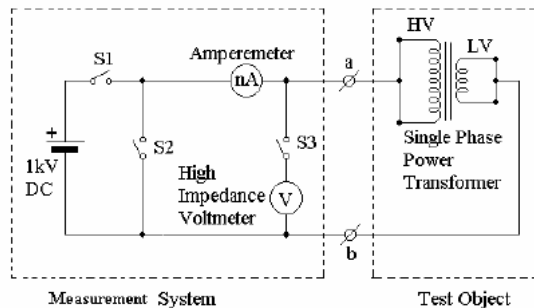 HV
LV
S1
Amperemeter
nA
a
+
1kV
DC
S2
S3
High
Impedance
Voltmeter
V
Single Phase
Power
Transformer
b
Measurement System
Test Object